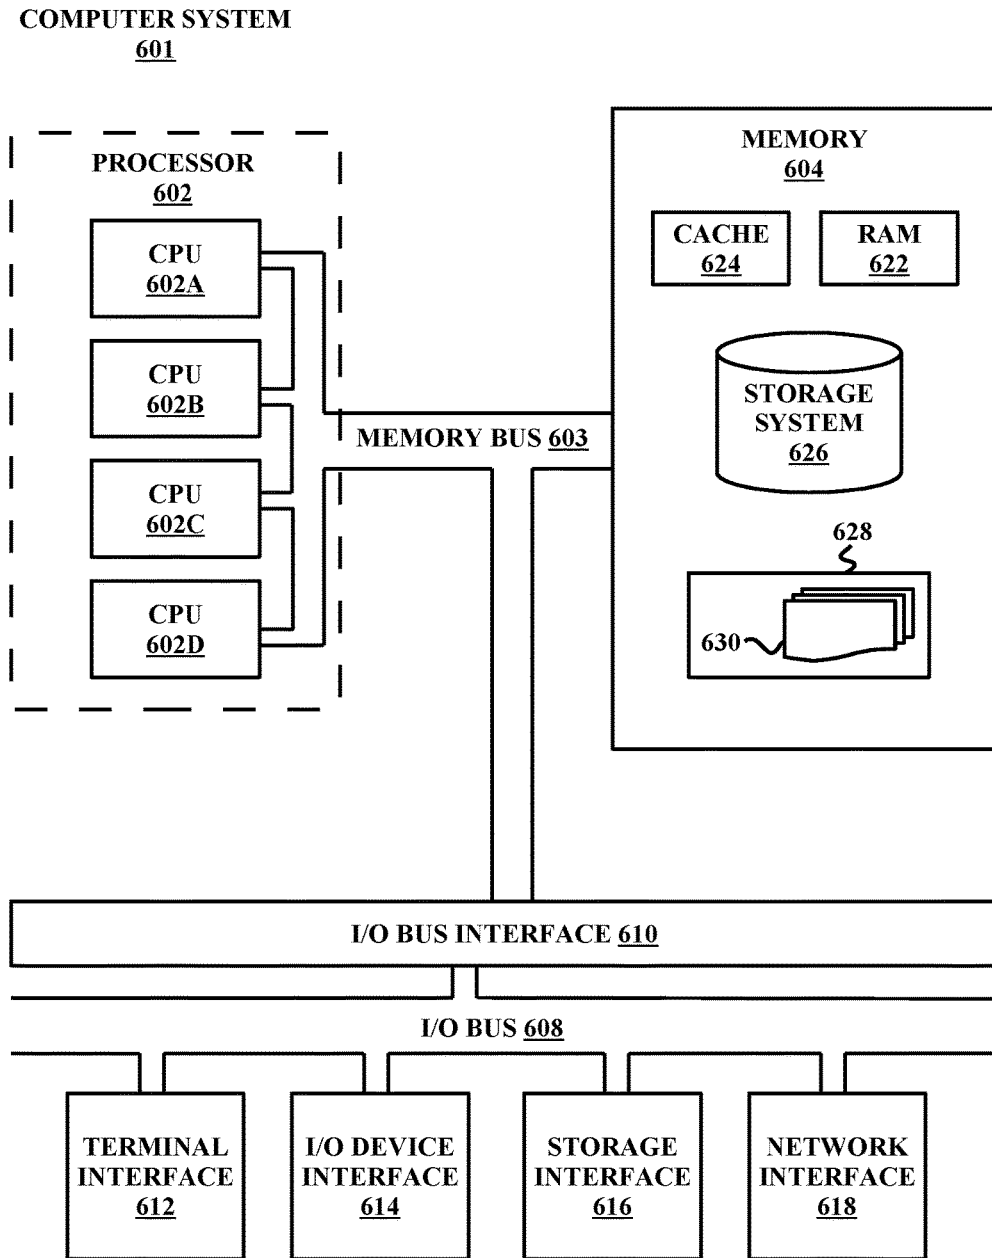 COMPUTER SYSTEM
601
PROCESSOR
602
CPU
602A
CPU
602B
CPU
602C
CPU
602D
MEMORY BUS 603
MEMORY
604
CACHE
624
RAM
622
STORAGE
SYSTEM
626
628
630
I/O BUS INTERFACE 610
I/O BUS 608
TERMINAL
INTERFACE
612
I/O DEVICE
INTERFACE
614
STORAGE
INTERFACE
616
NETWORK
INTERFACE
618